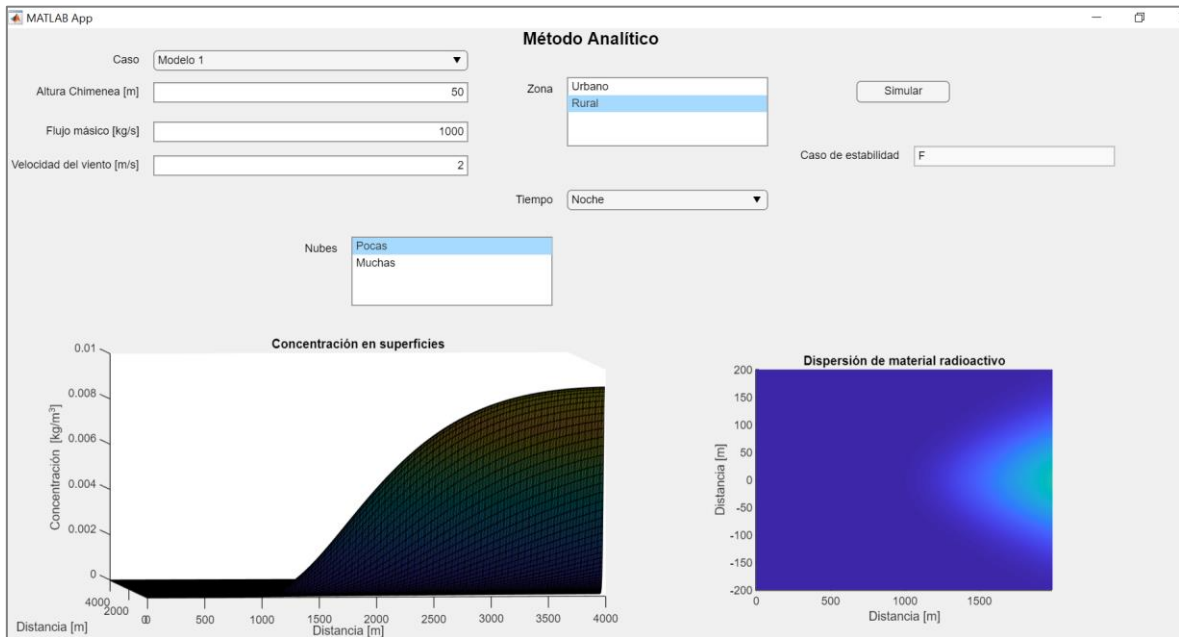 MATLAB App
Método Analítico
Caso
Modelo 1
Altura Chimenea [m]
50
Flujo másico [kg/s]
1000
Velocidad del viento [m/s]
2
Zona
Urbano
Rural
Simular
Caso de estabilidad
F
Tiempo
Noche
Nubes
Pocas
Muchas
Concentración en superficies
Concentración [kg/m³]
0.01
0.008
0.006
0.004
0.002
0
4000
2000
0
0 500 1000 1500 2000 2500 3000 3500 4000
Distancia [m]
Distancia [m]
Dispersión de material radioactivo
Distancia [m]
200
150
100
50
0
-50
-100
-150
-200
0 500 1000 1500
Distancia [m]